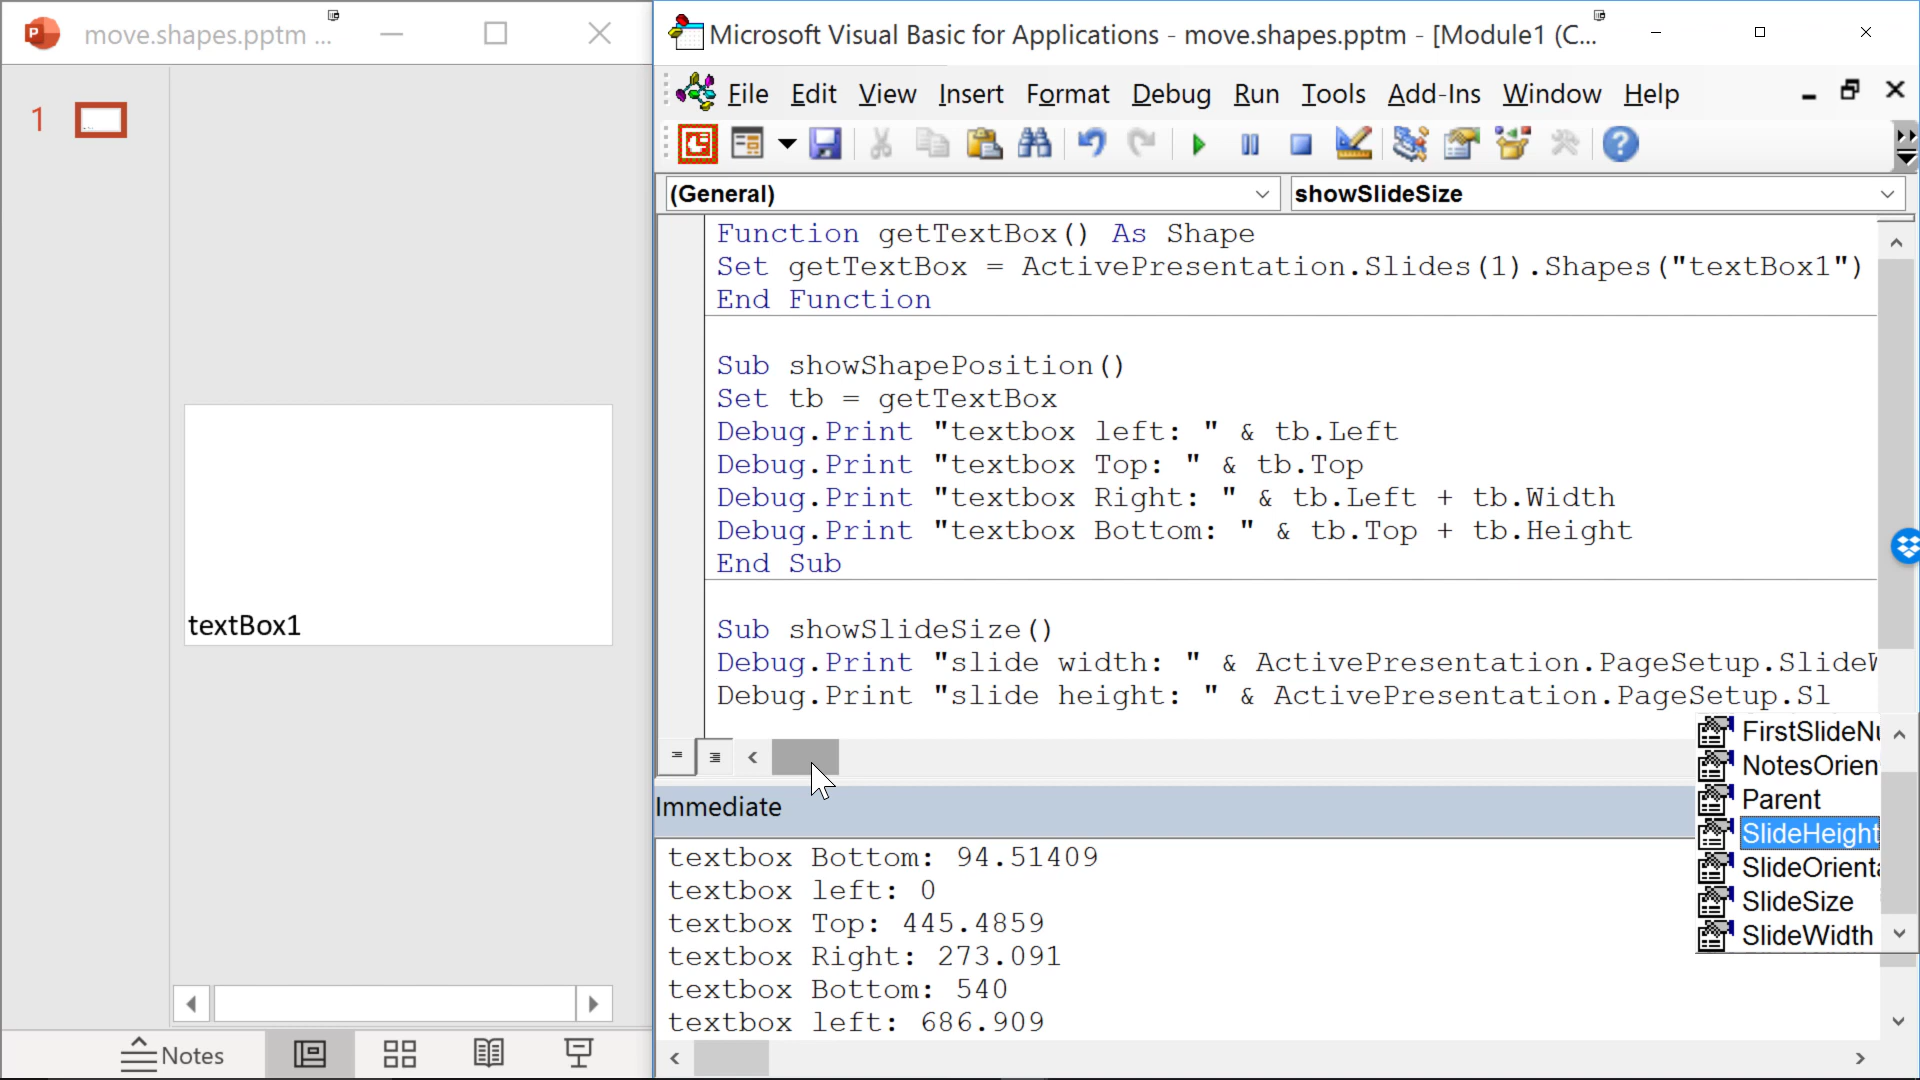 move.shapes.pptm ...
1
textBox1
Notes
Microsoft Visual Basic for Applications - move.shapes.pptm - [Module1 (C...
File Edit View Insert Format Debug Run Tools Add-Ins Window Help
(General)
showSlideSize
Function getTextBox() As Shape
Set getTextBox = ActivePresentation.Slides(1).Shapes("textBox1")
End Function
Sub showShapePosition()
Set tb = getTextBox
Debug.Print "textbox left: " & tb.Left
Debug.Print "textbox Top: " & tb.Top
Debug.Print "textbox Right: " & tb.Left + tb.Width
Debug.Print "textbox Bottom: " & tb.Top + tb.Height
End Sub
Sub showSlideSize()
Debug.Print "slide width: " & ActivePresentation.PageSetup.SlideW
Debug.Print "slide height: " & ActivePresentation.PageSetup.Sl
FirstSlideNu
NotesOrien
Parent
SlideHeight
SlideOrienta
SlideSize
SlideWidth
Immediate
textbox Bottom: 94.51409
textbox left: 0
textbox Top: 445.4859
textbox Right: 273.091
textbox Bottom: 540
textbox left: 686.909